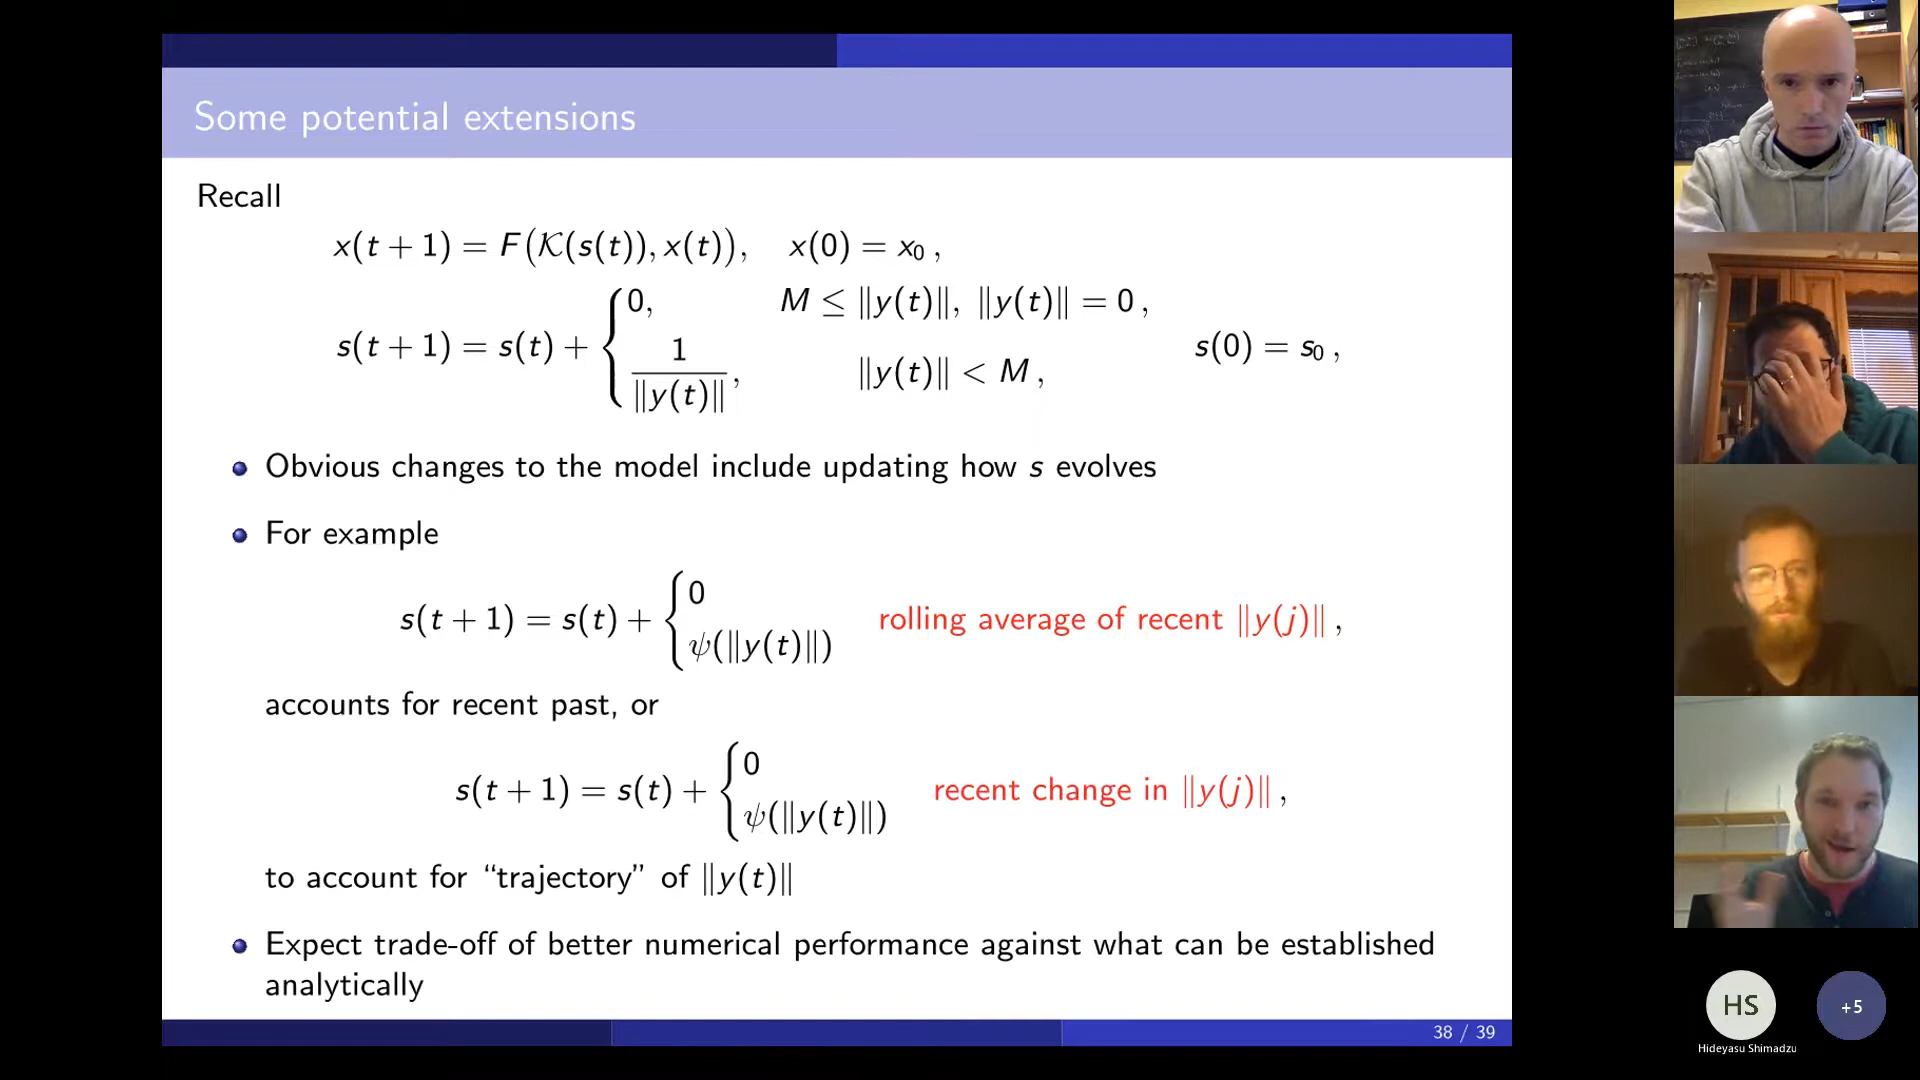 Some potential extensions
Recall
x(t + 1) = F(𝒦(s(t)), x(t)), x(0) = x₀ ,
s(t + 1) = s(t) + { 0, M ≤ ‖y(t)‖, ‖y(t)‖ = 0 ,
1/‖y(t)‖, ‖y(t)‖ < M , s(0) = s₀ ,
Obvious changes to the model include updating how s evolves
For example
s(t + 1) = s(t) + { 0
ψ(‖y(t)‖) rolling average of recent ‖y(j)‖ ,
accounts for recent past, or
s(t + 1) = s(t) + { 0
ψ(‖y(t)‖) recent change in ‖y(j)‖ ,
to account for “trajectory” of ‖y(t)‖
Expect trade-off of better numerical performance against what can be established
analytically
38 / 39
HS
+5
Hideyasu Shimadzu